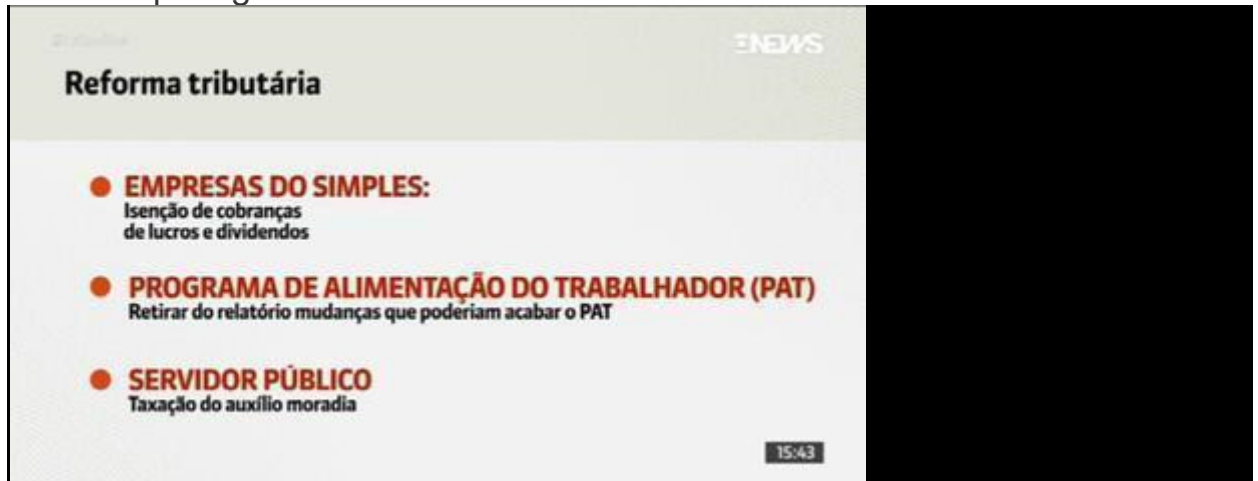 NEWS
Reforma tributária
EMPRESAS DO SIMPLES:
Isenção de cobranças
de lucros e dividendos
PROGRAMA DE ALIMENTAÇÃO DO TRABALHADOR (PAT)
Retirar do relatório mudanças que poderiam acabar o PAT
SERVIDOR PÚBLICO
Taxação do auxílio moradia
15:43